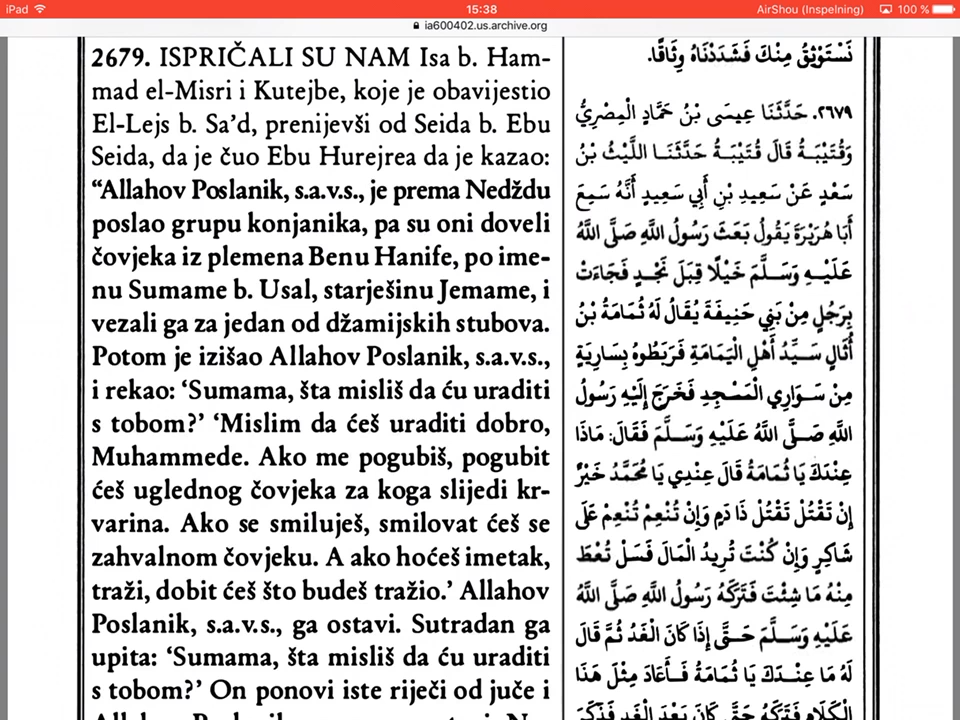 iPad 15:38 AirShou (Inspelning) 100 %
ia600402.us.archive.org
2679. ISPRIČALI SU NAM Isa b. Ham-
mad el-Misri i Kutejbe, koje je obavijestio
El-Lejs b. Sa’d, prenijevši od Seida b. Ebu
Seida, da je čuo Ebu Hurejrea da je kazao:
“Allahov Poslanik, s.a.v.s., je prema Nedždu
poslao grupu konjanika, pa su oni doveli
čovjeka iz plemena Benu Hanife, po ime-
nu Sumame b. Usal, starješinu Jemame, i
vezali ga za jedan od džamijskih stubova.
Potom je izišao Allahov Poslanik, s.a.v.s.,
i rekao: ‘Sumama, šta misliš da ću uraditi
s tobom?’ ‘Mislim da ćeš uraditi dobro,
Muhammede. Ako me pogubiš, pogubit
ćeš uglednog čovjeka za koga slijedi kr-
varina. Ako se smiluješ, smilovat ćeš se
zahvalnom čovjeku. A ako hoćeš imetak,
traži, dobit ćeš što budeš tražio.’ Allahov
Poslanik, s.a.v.s., ga ostavi. Sutradan ga
upita: ‘Sumama, šta misliš da ću uraditi
s tobom?’ On ponovi iste riječi od juče i
نَسْتَوْثِقُ مِنْكَ فَشَدَدْنَاهُ وِثَاقًا.
٢٦٧٩. حَدَّثَنَا عِيسَى بْنُ حَمَّادٍ الْمِصْرِيُّ
وَقُتَيْبَةُ قَالَ قُتَيْبَةُ حَدَّثَنَا اللَّيْثُ بْنُ
سَعْدٍ عَنْ سَعِيدِ بْنِ أَبِي سَعِيدٍ أَنَّهُ سَمِعَ
أَبَا هُرَيْرَةَ يَقُولُ بَعَثَ رَسُولُ اللَّهِ صَلَّى اللَّهُ
عَلَيْهِ وَسَلَّمَ خَيْلًا قِبَلَ نَجْدٍ فَجَاءَتْ
بِرَجُلٍ مِنْ بَنِي حَنِيفَةَ يُقَالُ لَهُ ثُمَامَةُ بْنُ
أُثَالٍ سَيِّدُ أَهْلِ الْيَمَامَةِ فَرَبَطُوهُ بِسَارِيَةٍ
مِنْ سَوَارِي الْمَسْجِدِ فَخَرَجَ إِلَيْهِ رَسُولُ
اللَّهِ صَلَّى اللَّهُ عَلَيْهِ وَسَلَّمَ فَقَالَ: مَاذَا
عِنْدَكَ يَا ثُمَامَةُ قَالَ عِنْدِي يَا مُحَمَّدُ خَيْرٌ
إِنْ تَقْتُلْ تَقْتُلْ ذَا دَمٍ وَإِنْ تُنْعِمْ تُنْعِمْ عَلَى
شَاكِرٍ وَإِنْ كُنْتَ تُرِيدُ الْمَالَ فَسَلْ تُعْطَ
مِنْهُ مَا شِئْتَ فَتَرَكَهُ رَسُولُ اللَّهِ صَلَّى اللَّهُ
عَلَيْهِ وَسَلَّمَ حَتَّى إِذَا كَانَ الْغَدُ ثُمَّ قَالَ
لَهُ مَا عِنْدَكَ يَا ثُمَامَةُ فَأَعَادَ مِثْلَ هَذَا
الْكَلَامِ فَتَرَكَهُ حَتَّى كَانَ بَعْدَ الْغَدِ فَذَكَرَ